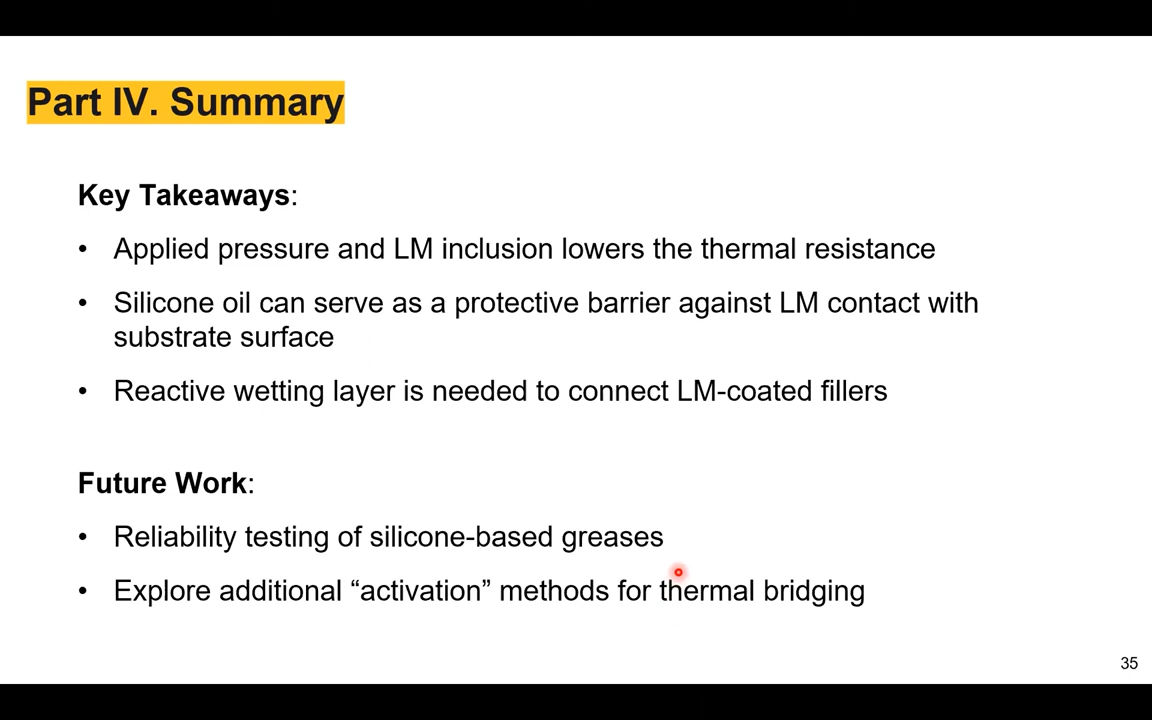 Part IV. Summary
Key Takeaways:
• Applied pressure and LM inclusion lowers the thermal resistance
• Silicone oil can serve as a protective barrier against LM contact with
substrate surface
• Reactive wetting layer is needed to connect LM-coated fillers
Future Work:
• Reliability testing of silicone-based greases
• Explore additional “activation” methods for thermal bridging
35